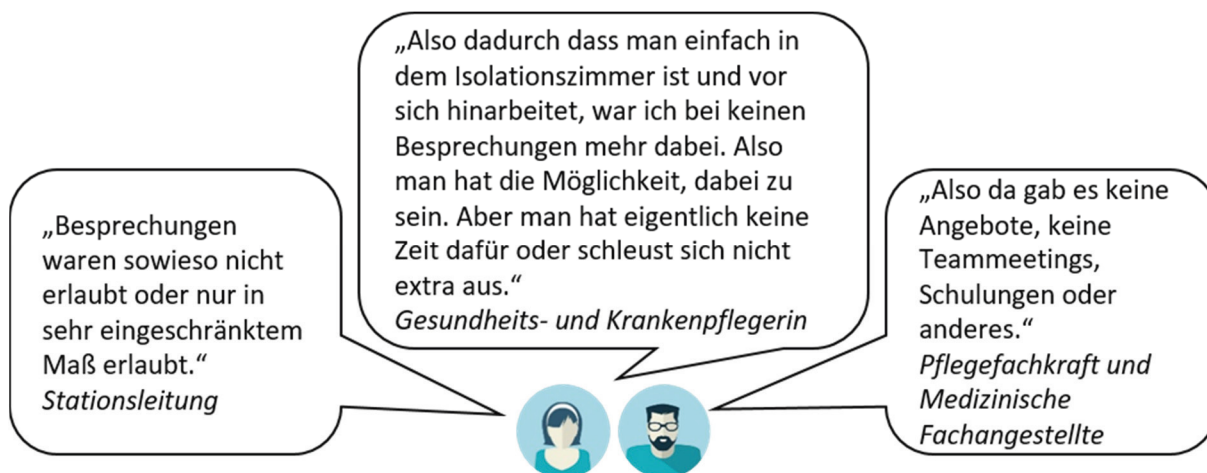 „Besprechungen
waren sowieso nicht
erlaubt oder nur in
sehr eingeschränktem
Maß erlaubt.“
Stationsleitung
„Also dadurch dass man einfach in
dem Isolationszimmer ist und vor
sich hinarbeitet, war ich bei keinen
Besprechungen mehr dabei. Also
man hat die Möglichkeit, dabei zu
sein. Aber man hat eigentlich keine
Zeit dafür oder schleust sich nicht
extra aus.“
Gesundheits- und Krankenpflegerin
„Also da gab es keine
Angebote, keine
Teammeetings,
Schulungen oder
anderes.“
Pflegefachkraft und
Medizinische
Fachangestellte